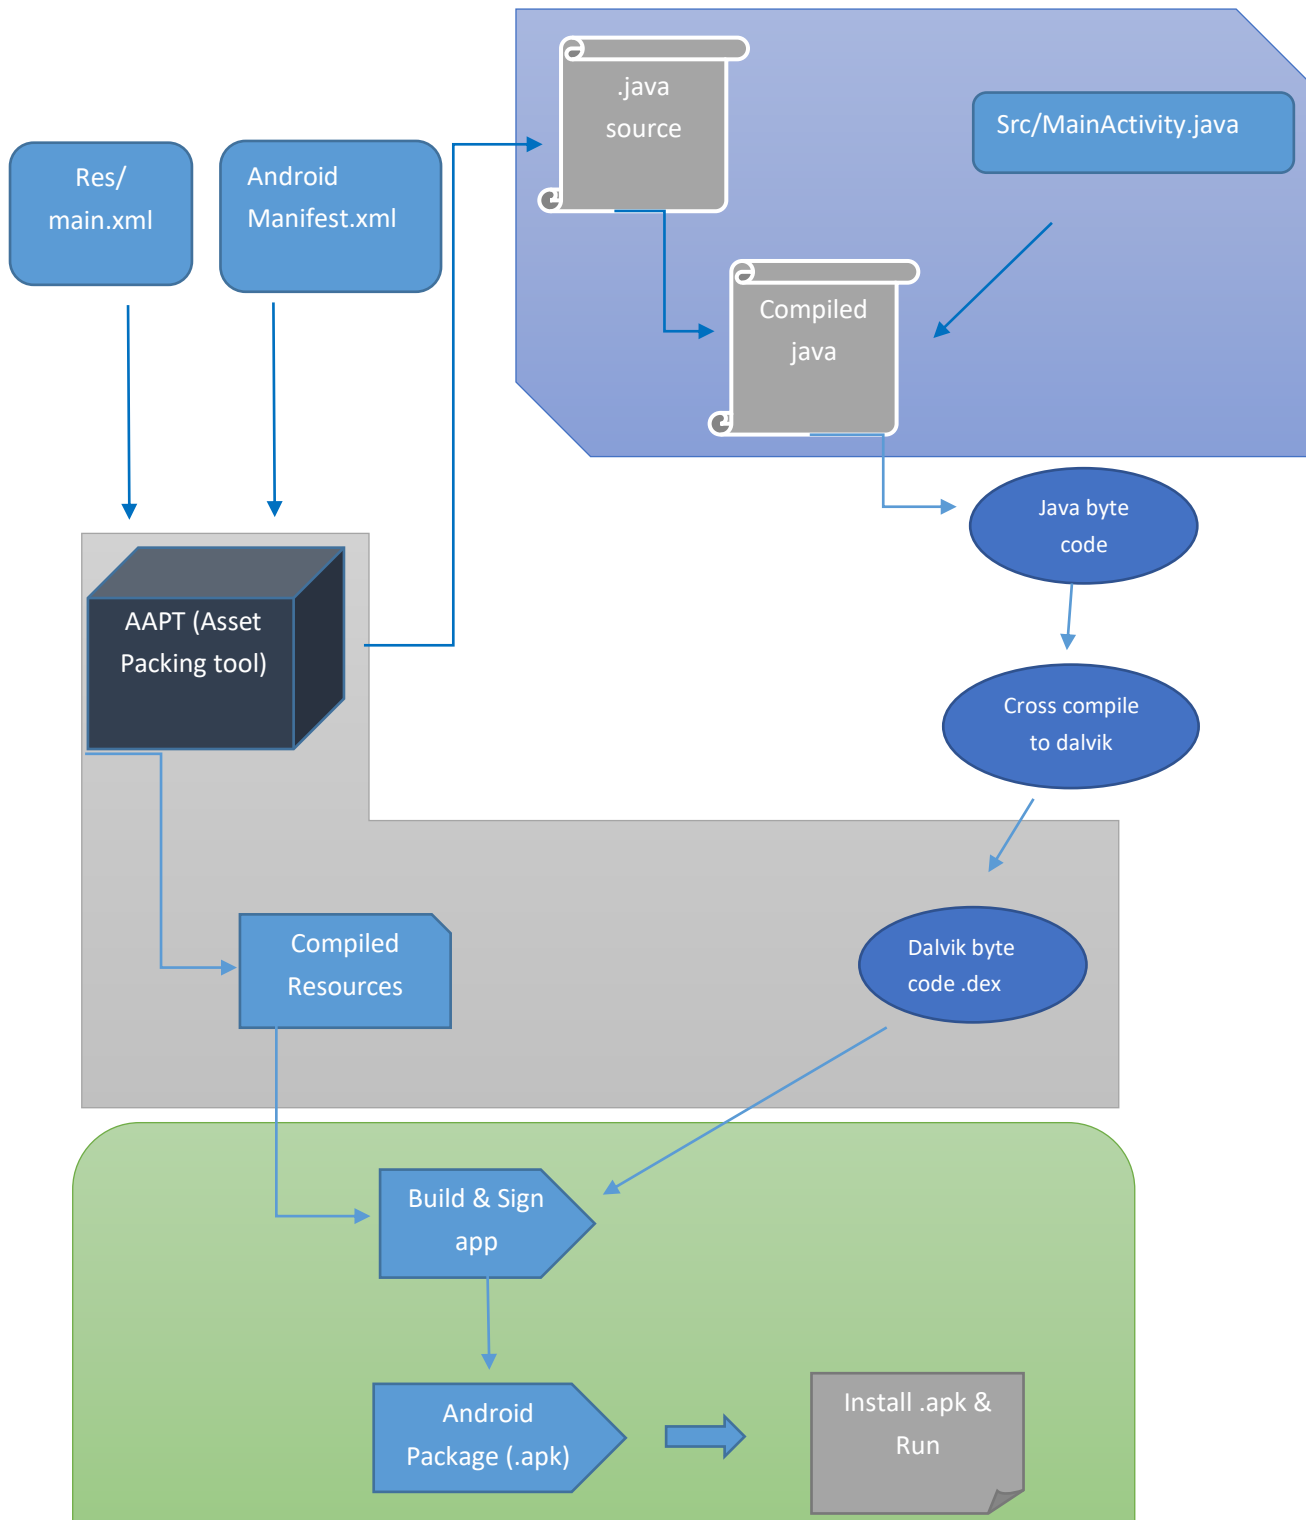 .java
source
Src/MainActivity.java
Res/
main.xml
Android
Manifest.xml
Compiled
java
Java byte
code
AAPT (Asset
Packing tool)
Cross compile
to dalvik
Compiled
Resources
Dalvik byte
code .dex
Build & Sign
app
Android
Package (.apk)
Install .apk &
Run